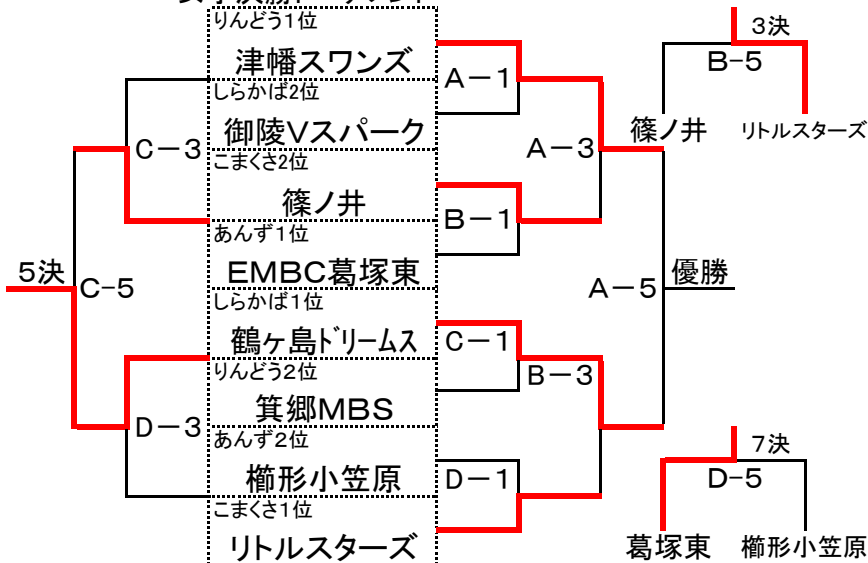 りんどう1位
津幡スワンズ
しらかば2位
御陵Vスパーク
こまくさ2位
篠ノ井
あんず1位
EMBC葛塚東
しらかば1位
鶴ヶ島ドリームス
りんどう2位
箕郷MBS
あんず2位
櫛形小笠原
こまくさ1位
リトルスターズ
C－3
D－3
5決
C-5
A－1
B－1
C－1
D－1
A－3
B－3
A－5
優勝
3決
B-5
篠ノ井
リトルスターズ
7決
D-5
葛塚東
櫛形小笠原